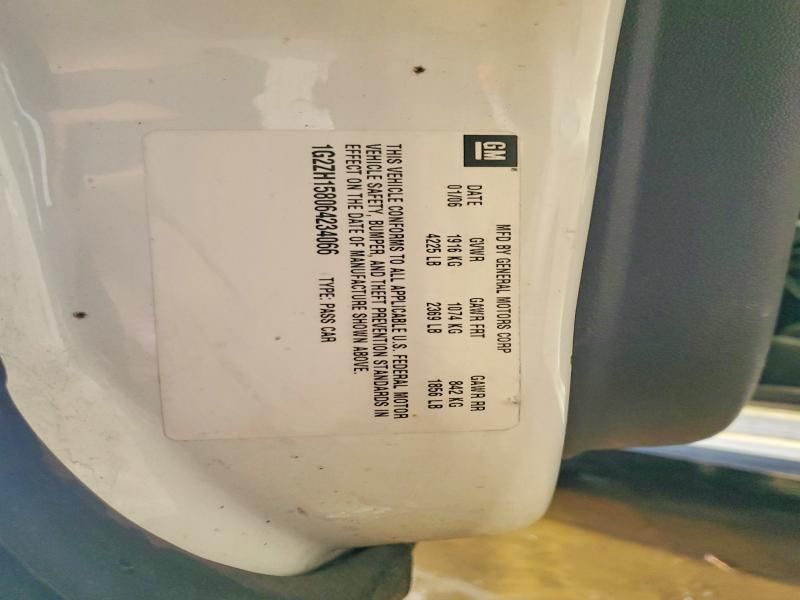 GM
MFD BY GENERAL MOTORS CORP
DATE GVWR GAWR FRT GAWR RR
01/06 1916 KG 1074 KG 842 KG
4225 LB 2369 LB 1856 LB
THIS VEHICLE CONFORMS TO ALL APPLICABLE U.S. FEDERAL MOTOR
VEHICLE SAFETY, BUMPER, AND THEFT PREVENTION STANDARDS IN
EFFECT ON THE DATE OF MANUFACTURE SHOWN ABOVE.
1G2ZH158064234066 TYPE: PASS CAR